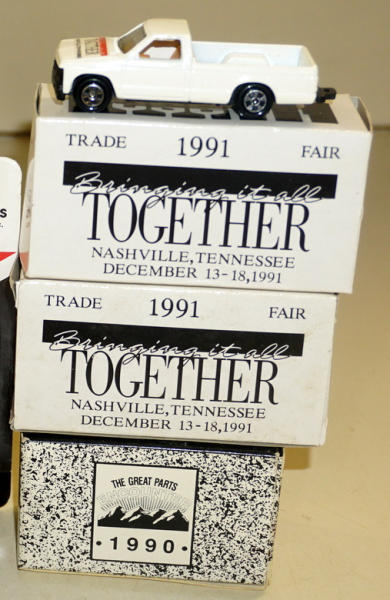 TRADE 1991 FAIR
Bringing it all
TOGETHER
NASHVILLE, TENNESSEE
DECEMBER 13-18, 1991
TRADE 1991 FAIR
Bringing it all
TOGETHER
NASHVILLE, TENNESSEE
DECEMBER 13-18, 1991
THE GREAT PARTS
• 1990 •